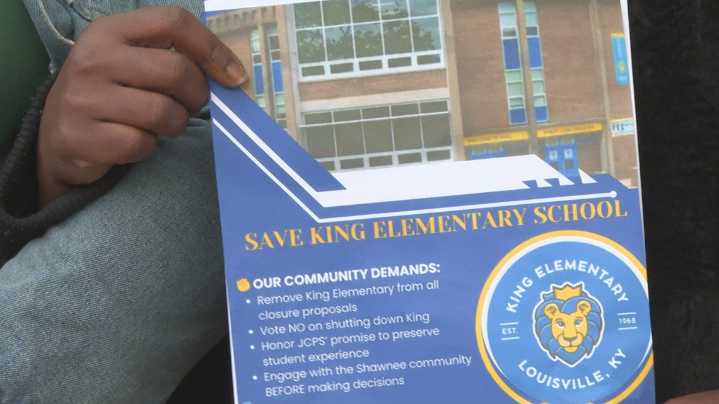 SAVE KING ELEMENTARY SCHOOL
OUR COMMUNITY DEMANDS:
• Remove King Elementary from all
closure proposals
• Vote NO on shutting down King
• Honor JCPS' promise to preserve
student experience
• Engage with the Shawnee community
BEFORE making decisions
KING ELEMENTARY
EST 1968
LOUISVILLE, KY